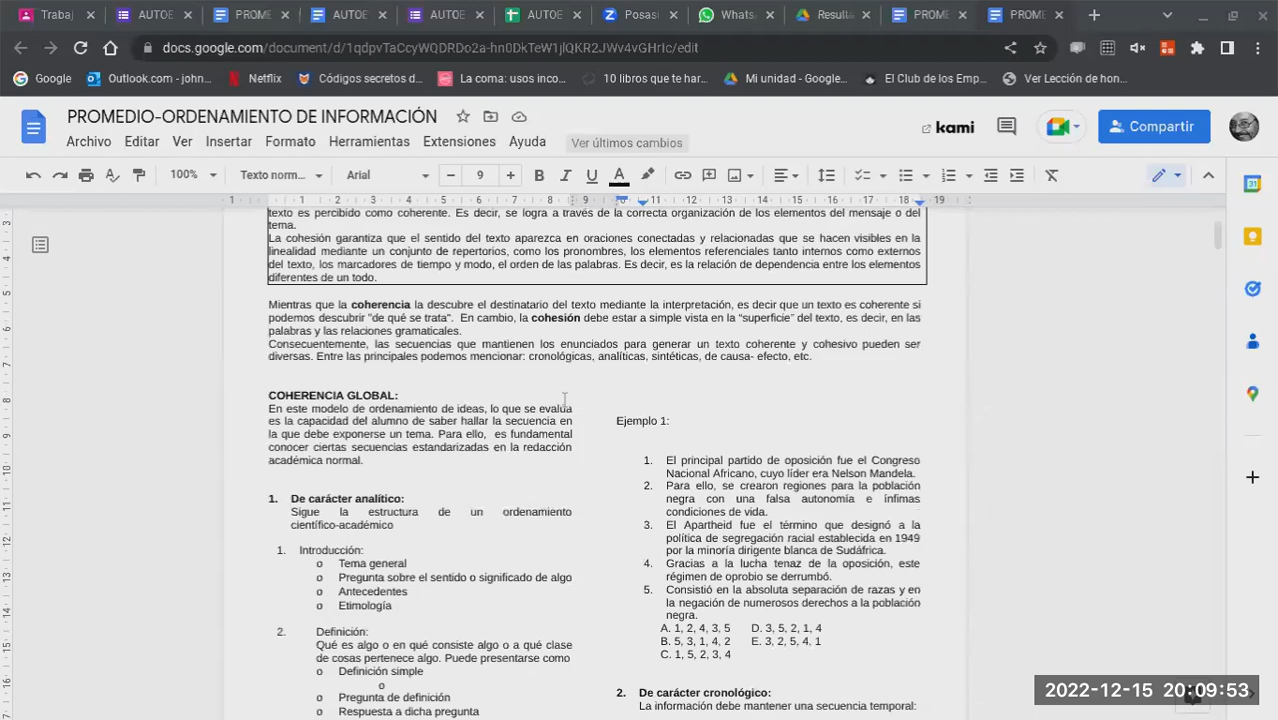 Trabaj
AUTOE
PROME
AUTOE
AUTOE
AUTOE
Posas
Whats
Resulta
PROME
PROME
docs.google.com/document/d/1qdpvTaCcyWQDRDo2a-hn0DkTeW1jlQKR2JWv4vGHrIc/edit
Google
Outlook.com - john...
Netflix
Códigos secretos d...
La coma: usos inco...
10 libros que te har...
Mi unidad - Google...
El Club de los Emp...
Ver Lección de hon...
PROMEDIO-ORDENAMIENTO DE INFORMACIÓN
Archivo Editar Ver Insertar Formato Herramientas Extensiones Ayuda
Ver últimos cambios
kami
Compartir
100% Texto norm... Arial 9
texto es percibido como coherente. Es decir, se logra a través de la correcta organización de los elementos del mensaje o del
tema.
La cohesión garantiza que el sentido del texto aparezca en oraciones conectadas y relacionadas que se hacen visibles en la
linealidad mediante un conjunto de repertorios, como los pronombres, los elementos referenciales tanto internos como externos
del texto, los marcadores de tiempo y modo, el orden de las palabras. Es decir, es la relación de dependencia entre los elementos
diferentes de un todo.
Mientras que la coherencia la descubre el destinatario del texto mediante la interpretación, es decir que un texto es coherente si
podemos descubrir "de qué se trata". En cambio, la cohesión debe estar a simple vista en la “superficie” del texto, es decir, en las
palabras y las relaciones gramaticales.
Consecuentemente, las secuencias que mantienen los enunciados para generar un texto coherente y cohesivo pueden ser
diversas. Entre las principales podemos mencionar: cronológicas, analíticas, sintéticas, de causa- efecto, etc.
COHERENCIA GLOBAL:
En este modelo de ordenamiento de ideas, lo que se evalúa
es la capacidad del alumno de saber hallar la secuencia en
la que debe exponerse un tema. Para ello, es fundamental
conocer ciertas secuencias estandarizadas en la redacción
académica normal.
1. De carácter analítico:
Sigue la estructura de un ordenamiento
científico-académico
1. Introducción:
o Tema general
o Pregunta sobre el sentido o significado de algo
o Antecedentes
o Etimología
2. Definición:
Qué es algo o en qué consiste algo o a qué clase
de cosas pertenece algo. Puede presentarse como
o Definición simple
o
o Pregunta de definición
o Respuesta a dicha pregunta
Ejemplo 1:
1. El principal partido de oposición fue el Congreso
Nacional Africano, cuyo líder era Nelson Mandela.
2. Para ello, se crearon regiones para la población
negra con una falsa autonomía e ínfimas
condiciones de vida.
3. El Apartheid fue el término que designó a la
política de segregación racial establecida en 1949
por la minoría dirigente blanca de Sudáfrica.
4. Gracias a la lucha tenaz de la oposición, este
régimen de oprobio se derrumbó.
5. Consistió en la absoluta separación de razas y en
la negación de numerosos derechos a la población
negra.
A. 1, 2, 4, 3, 5 D. 3, 5, 2, 1, 4
B. 5, 3, 1, 4, 2 E. 3, 2, 5, 4, 1
C. 1, 5, 2, 3, 4
2. De carácter cronológico:
La información debe mantener una secuencia temporal:
2022-12-15 20:09:53